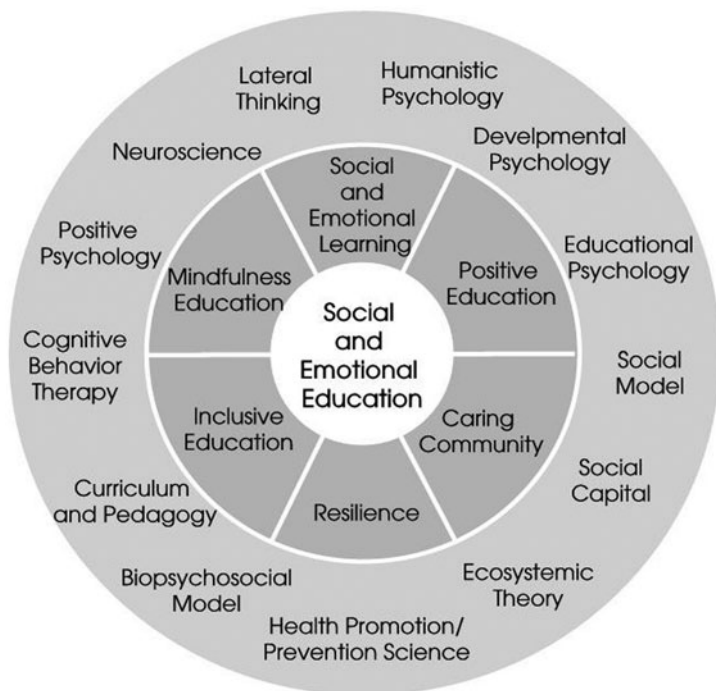 Lateral
Thinking
Humanistic
Psychology
Develpmental
Psychology
Educational
Psychology
Social
Model
Social
Capital
Ecosystemic
Theory
Health Promotion/
Prevention Science
Biopsychosocial
Model
Curriculum
and Pedagogy
Cognitive
Behavior
Therapy
Positive
Psychology
Neuroscience
Social
and
Emotional
Learning
Positive
Education
Caring
Community
Resilience
Inclusive
Education
Mindfulness
Education
Social
and
Emotional
Education